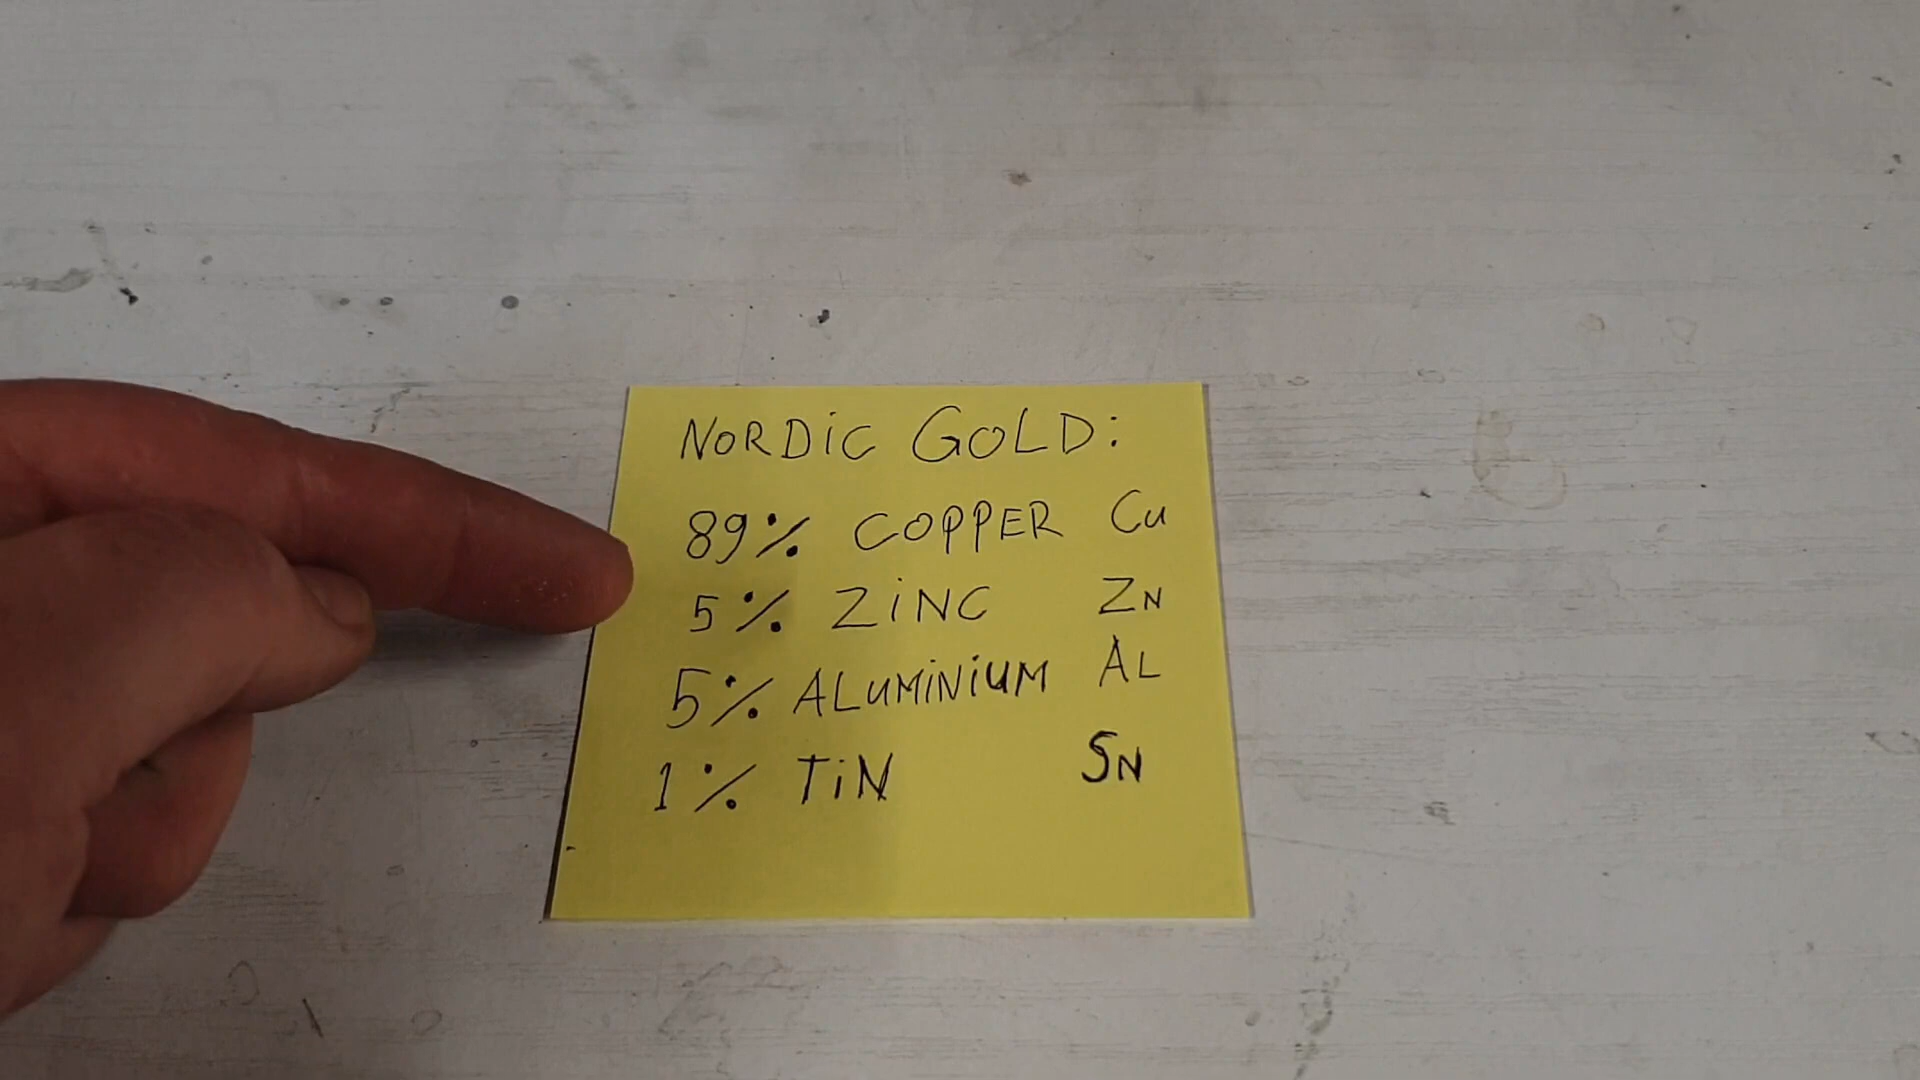 NORDiC GOLD:
89% COPPER Cu
5% ZiNC ZN
5% ALUMiNiUM AL
1% TiN SN